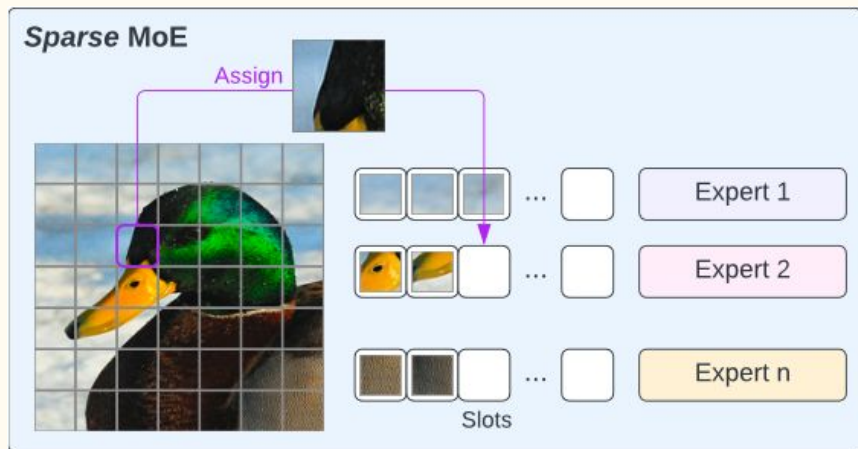 Sparse MoE
Assign
... Expert 1
... Expert 2
... Expert n
Slots